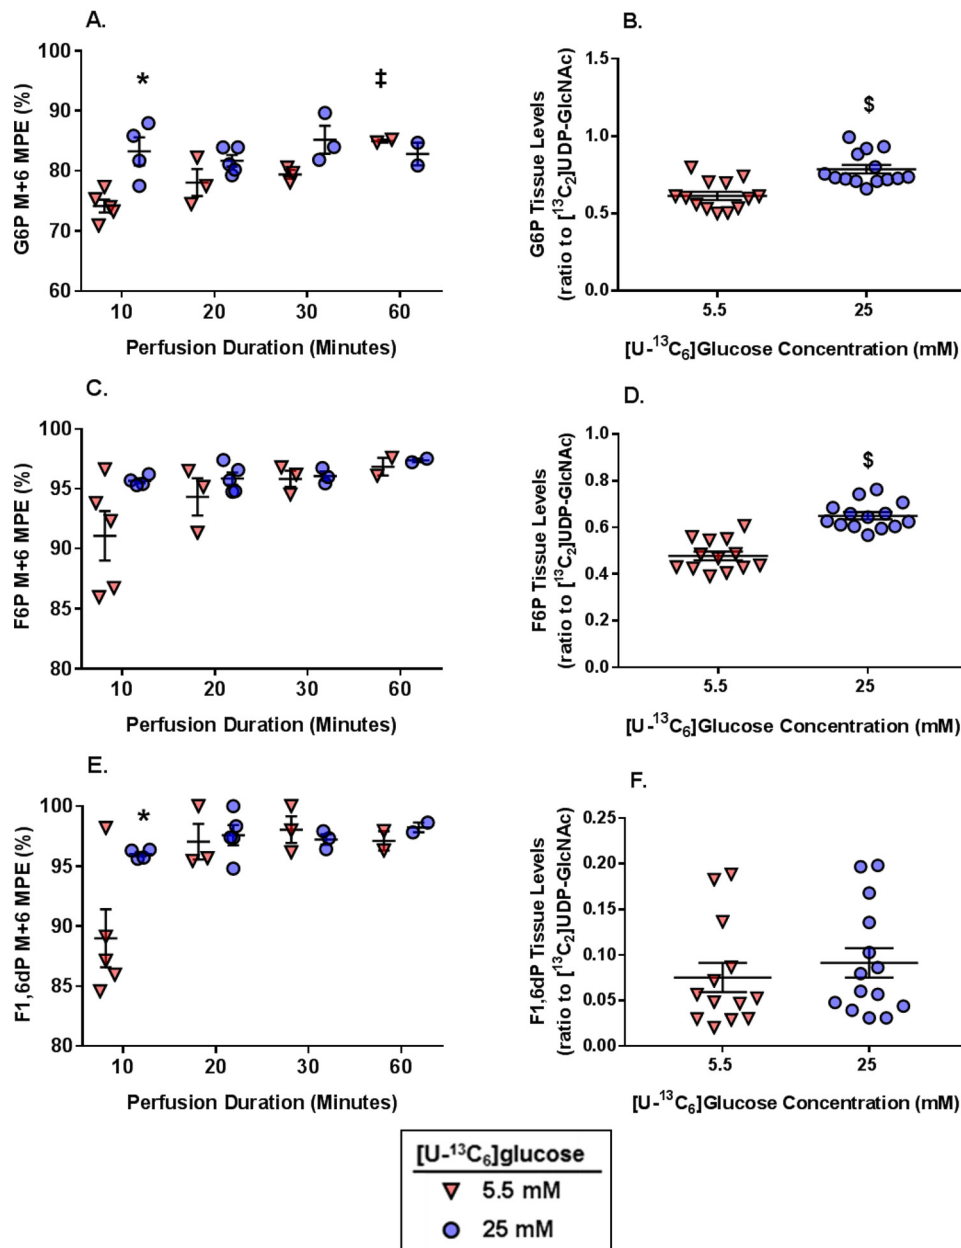 A.
G6P M+6 MPE (%)
100
90
80
70
60
*
‡
10 20 30 60
Perfusion Duration (Minutes)
B.
G6P Tissue Levels
(ratio to [¹³C₂]UDP-GlcNAc)
1.5
1.0
0.5
0.0
$
5.5 25
[U-¹³C₆]Glucose Concentration (mM)
C.
F6P M+6 MPE (%)
100
95
90
85
80
10 20 30 60
Perfusion Duration (Minutes)
D.
F6P Tissue Levels
(ratio to [¹³C₂]UDP-GlcNAc)
1.0
0.8
0.6
0.4
0.2
0.0
$
5.5 25
[U-¹³C₆]Glucose Concentration (mM)
E.
F1,6dP M+6 MPE (%)
100
95
90
85
80
*
10 20 30 60
Perfusion Duration (Minutes)
F.
F1,6dP Tissue Levels
(ratio to [¹³C₂]UDP-GlcNAc)
0.25
0.20
0.15
0.10
0.05
0.00
5.5 25
[U-¹³C₆]Glucose Concentration (mM)
[U-¹³C₆]glucose
5.5 mM
25 mM